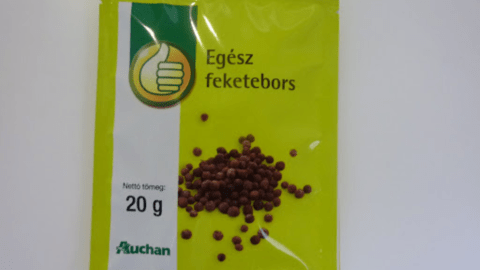 Egész
feketebors
Nettó tömeg:
20 g
Auchan